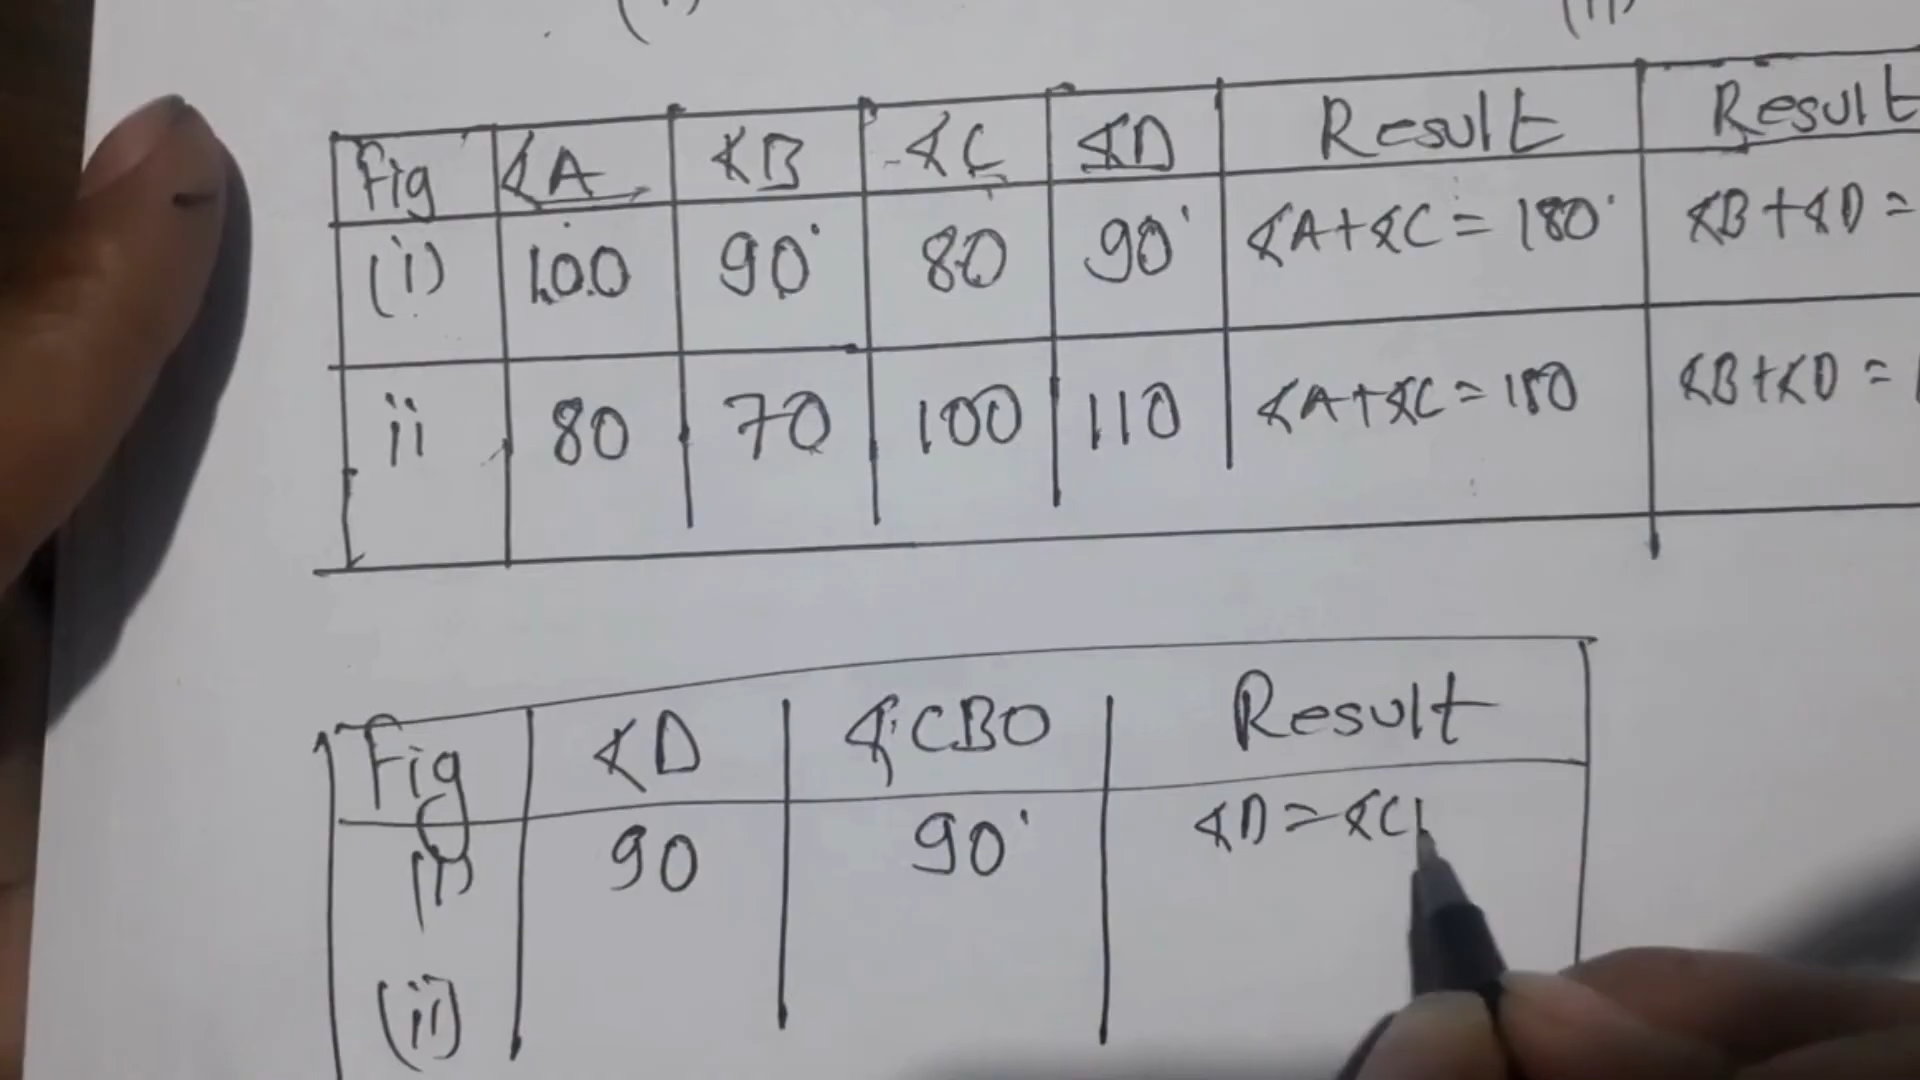 (ii)
Fig ∡A ∡B ∡C ∡D Result Result
(i) 100 90° 80 90° ∡A+∡C = 180° ∡B+∡D =
ii 80 70 100 110 ∡A+∡C = 180 ∡B+∡D =
Fig ∡D ∡CBO Result
(i) 90 90° ∡D = ∡C
(ii)